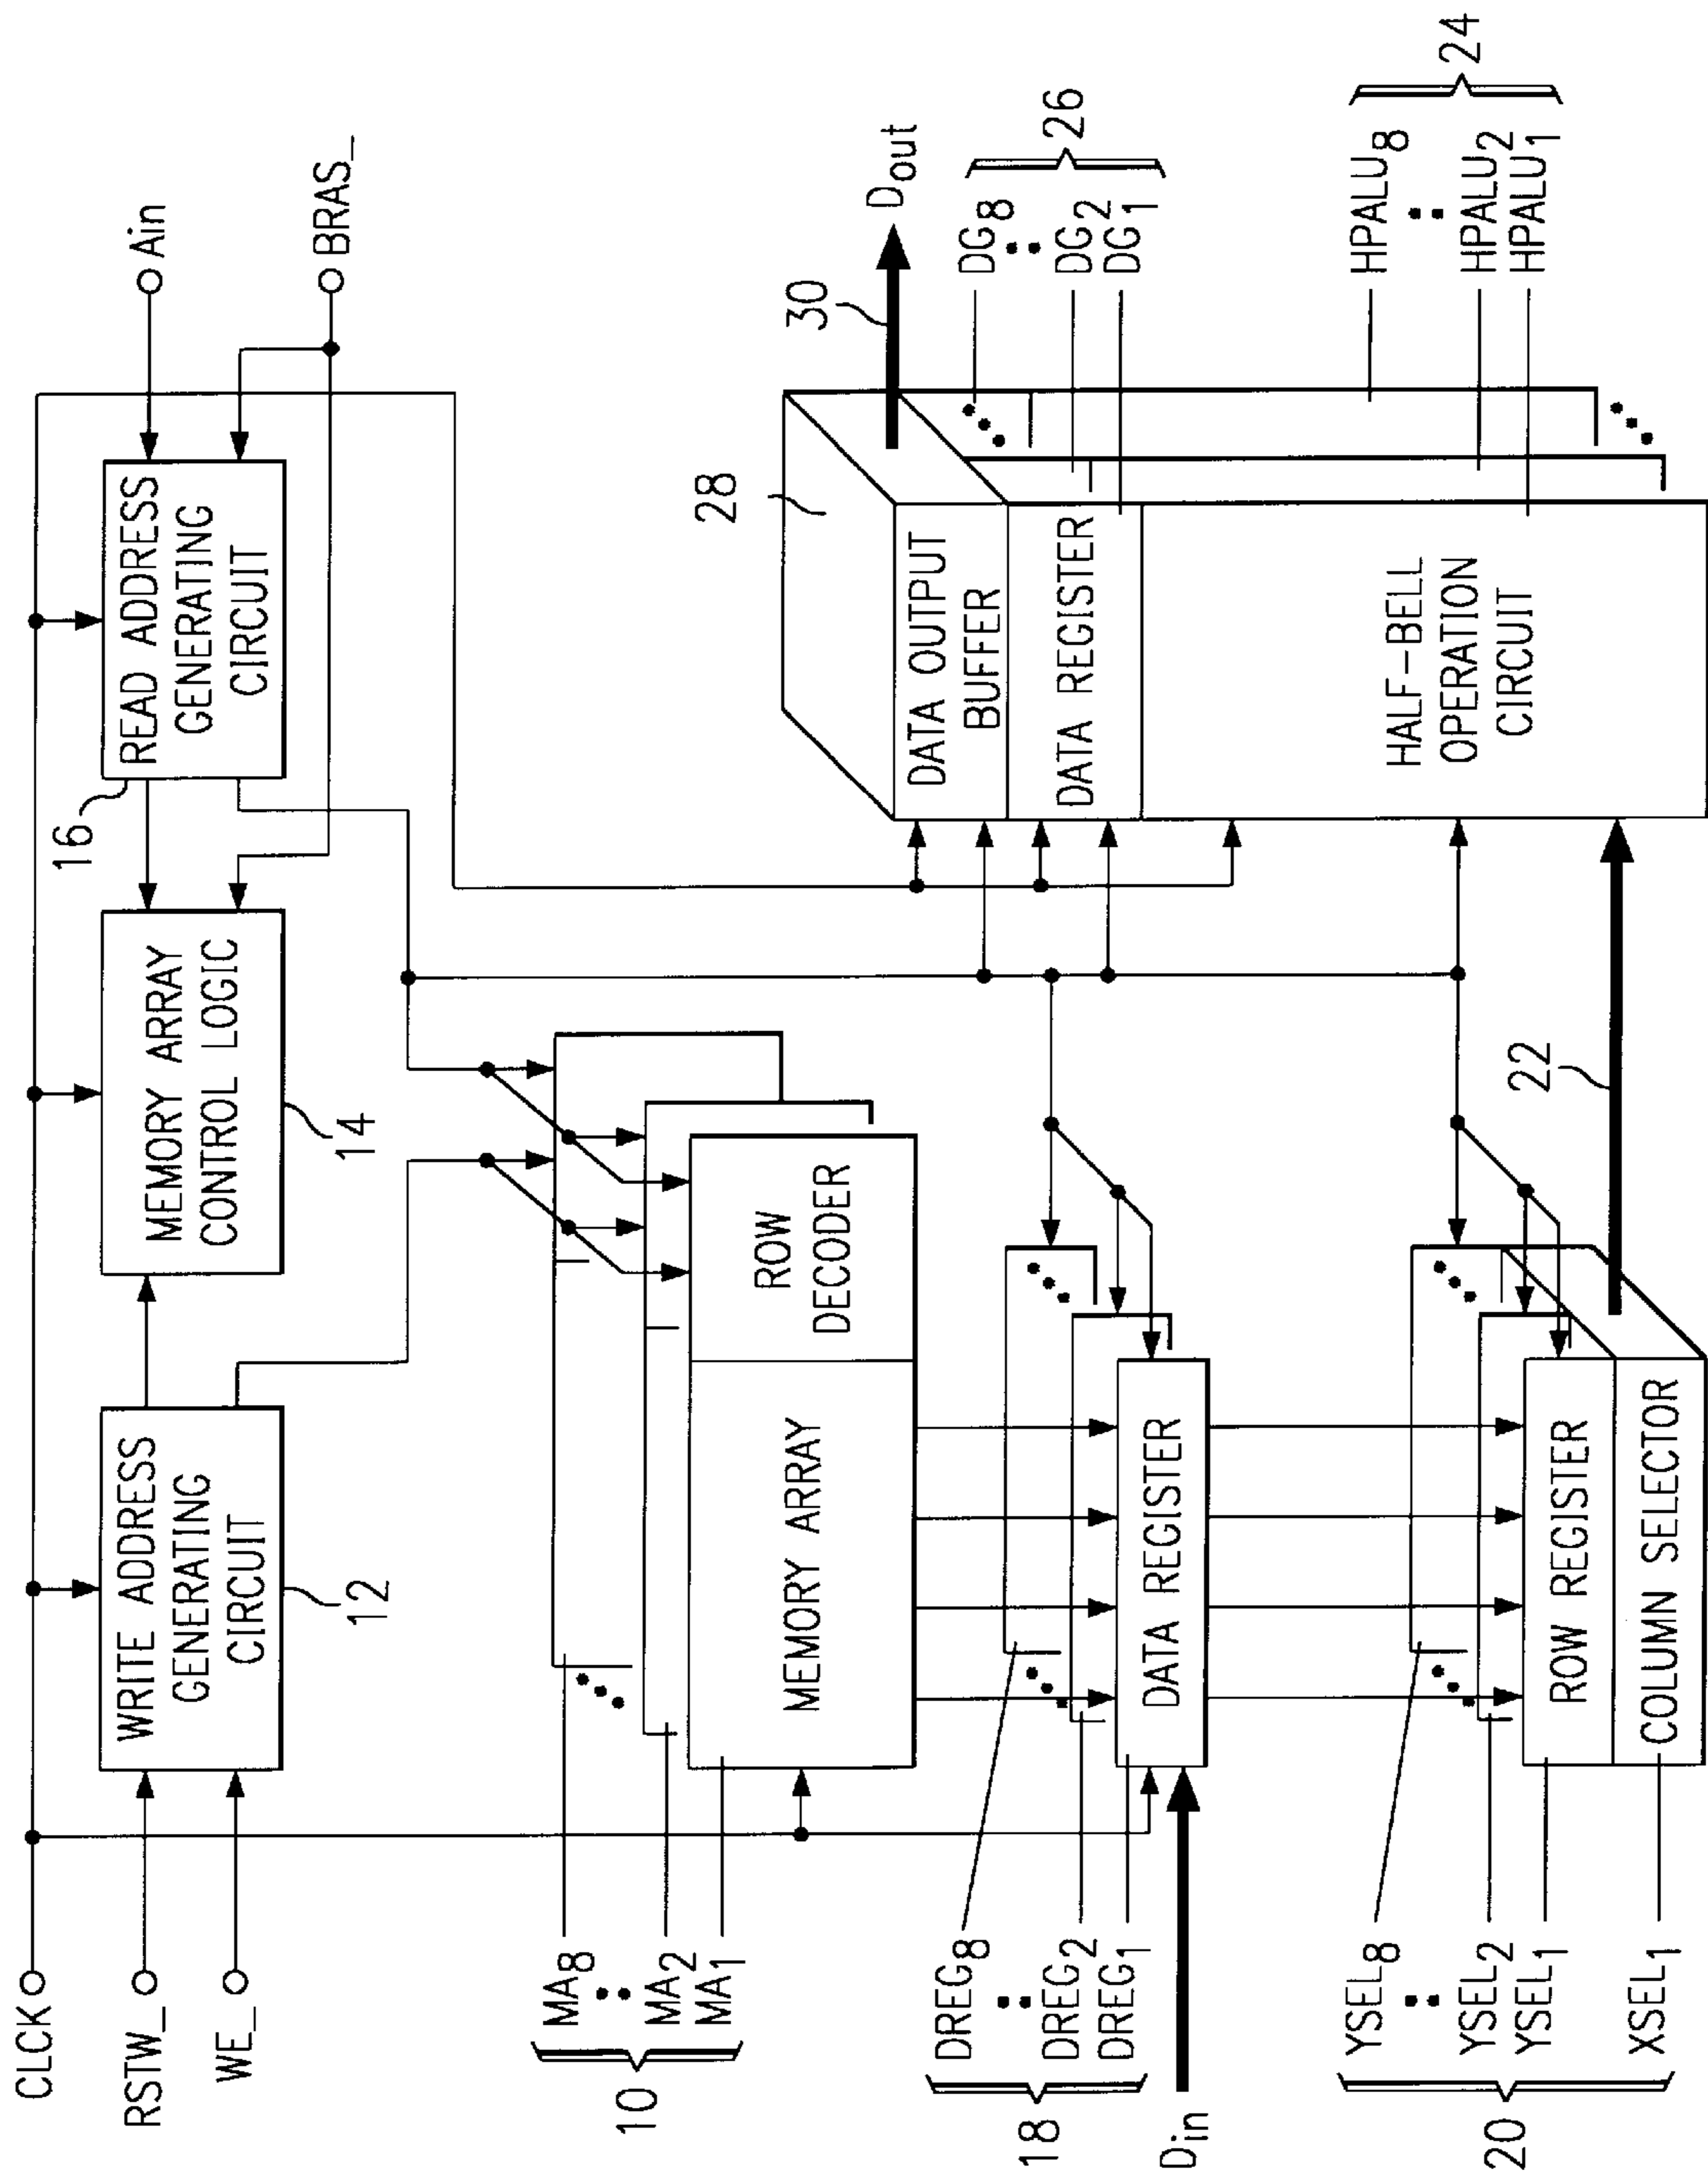 CLCK
RSTW_
WE_
WRITE ADDRESS
GENERATING
CIRCUIT
12
MEMORY ARRAY
CONTROL LOGIC
14
READ ADDRESS
GENERATING
CIRCUIT
16
Ain
BRAS_
MA8
MA2
MA1
10
MEMORY ARRAY
ROW
DECODER
DREG8
DREG2
DREG1
18
Din
DATA REGISTER
YSEL8
YSEL2
YSEL1
XSEL1
20
ROW REGISTER
COLUMN SELECTOR
22
28
DATA OUTPUT
BUFFER
DATA REGISTER
HALF-BELL
OPERATION
CIRCUIT
30
Dout
DG8
DG2
DG1
26
HPALU8
HPALU2
HPALU1
24